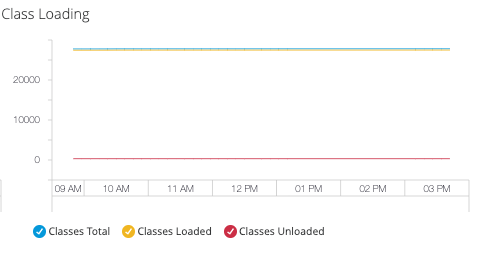 Class Loading
20000
10000
0
09 AM 10 AM 11 AM 12 PM 01 PM 02 PM 03 PM
Classes Total Classes Loaded Classes Unloaded